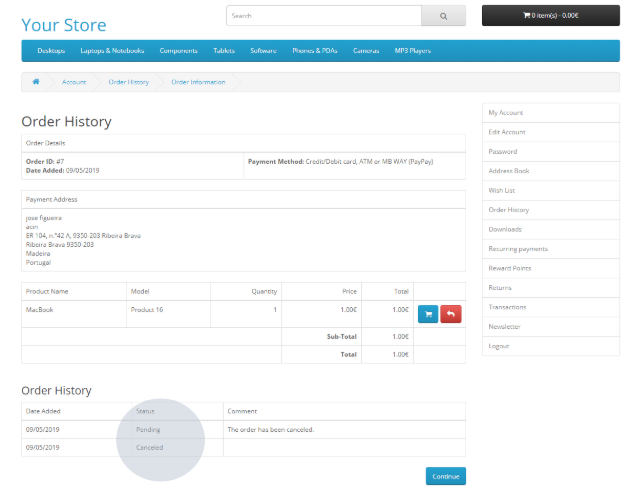 Your Store
Search
0 item(s) - 0.00€
Desktops Laptops & Notebooks Components Tablets Software Phones & PDAs Cameras MP3 Players
Account Order History Order Information
Order History
Order Details
Order ID: #7
Date Added: 09/05/2019
Payment Method: Credit/Debit card, ATM or MB WAY (PayPay)
Payment Address
jose figueira
acin
ER 104, n.º42 A, 9350-203 Ribeira Brava
Ribeira Brava 9350-203
Madeira
Portugal
Product Name Model Quantity Price Total
MacBook Product 16 1 1.00€ 1.00€
Sub-Total 1.00€
Total 1.00€
Order History
Date Added Status Comment
09/05/2019 Pending The order has been canceled.
09/05/2019 Canceled
Continue
My Account
Edit Account
Password
Address Book
Wish List
Order History
Downloads
Recurring payments
Reward Points
Returns
Transactions
Newsletter
Logout